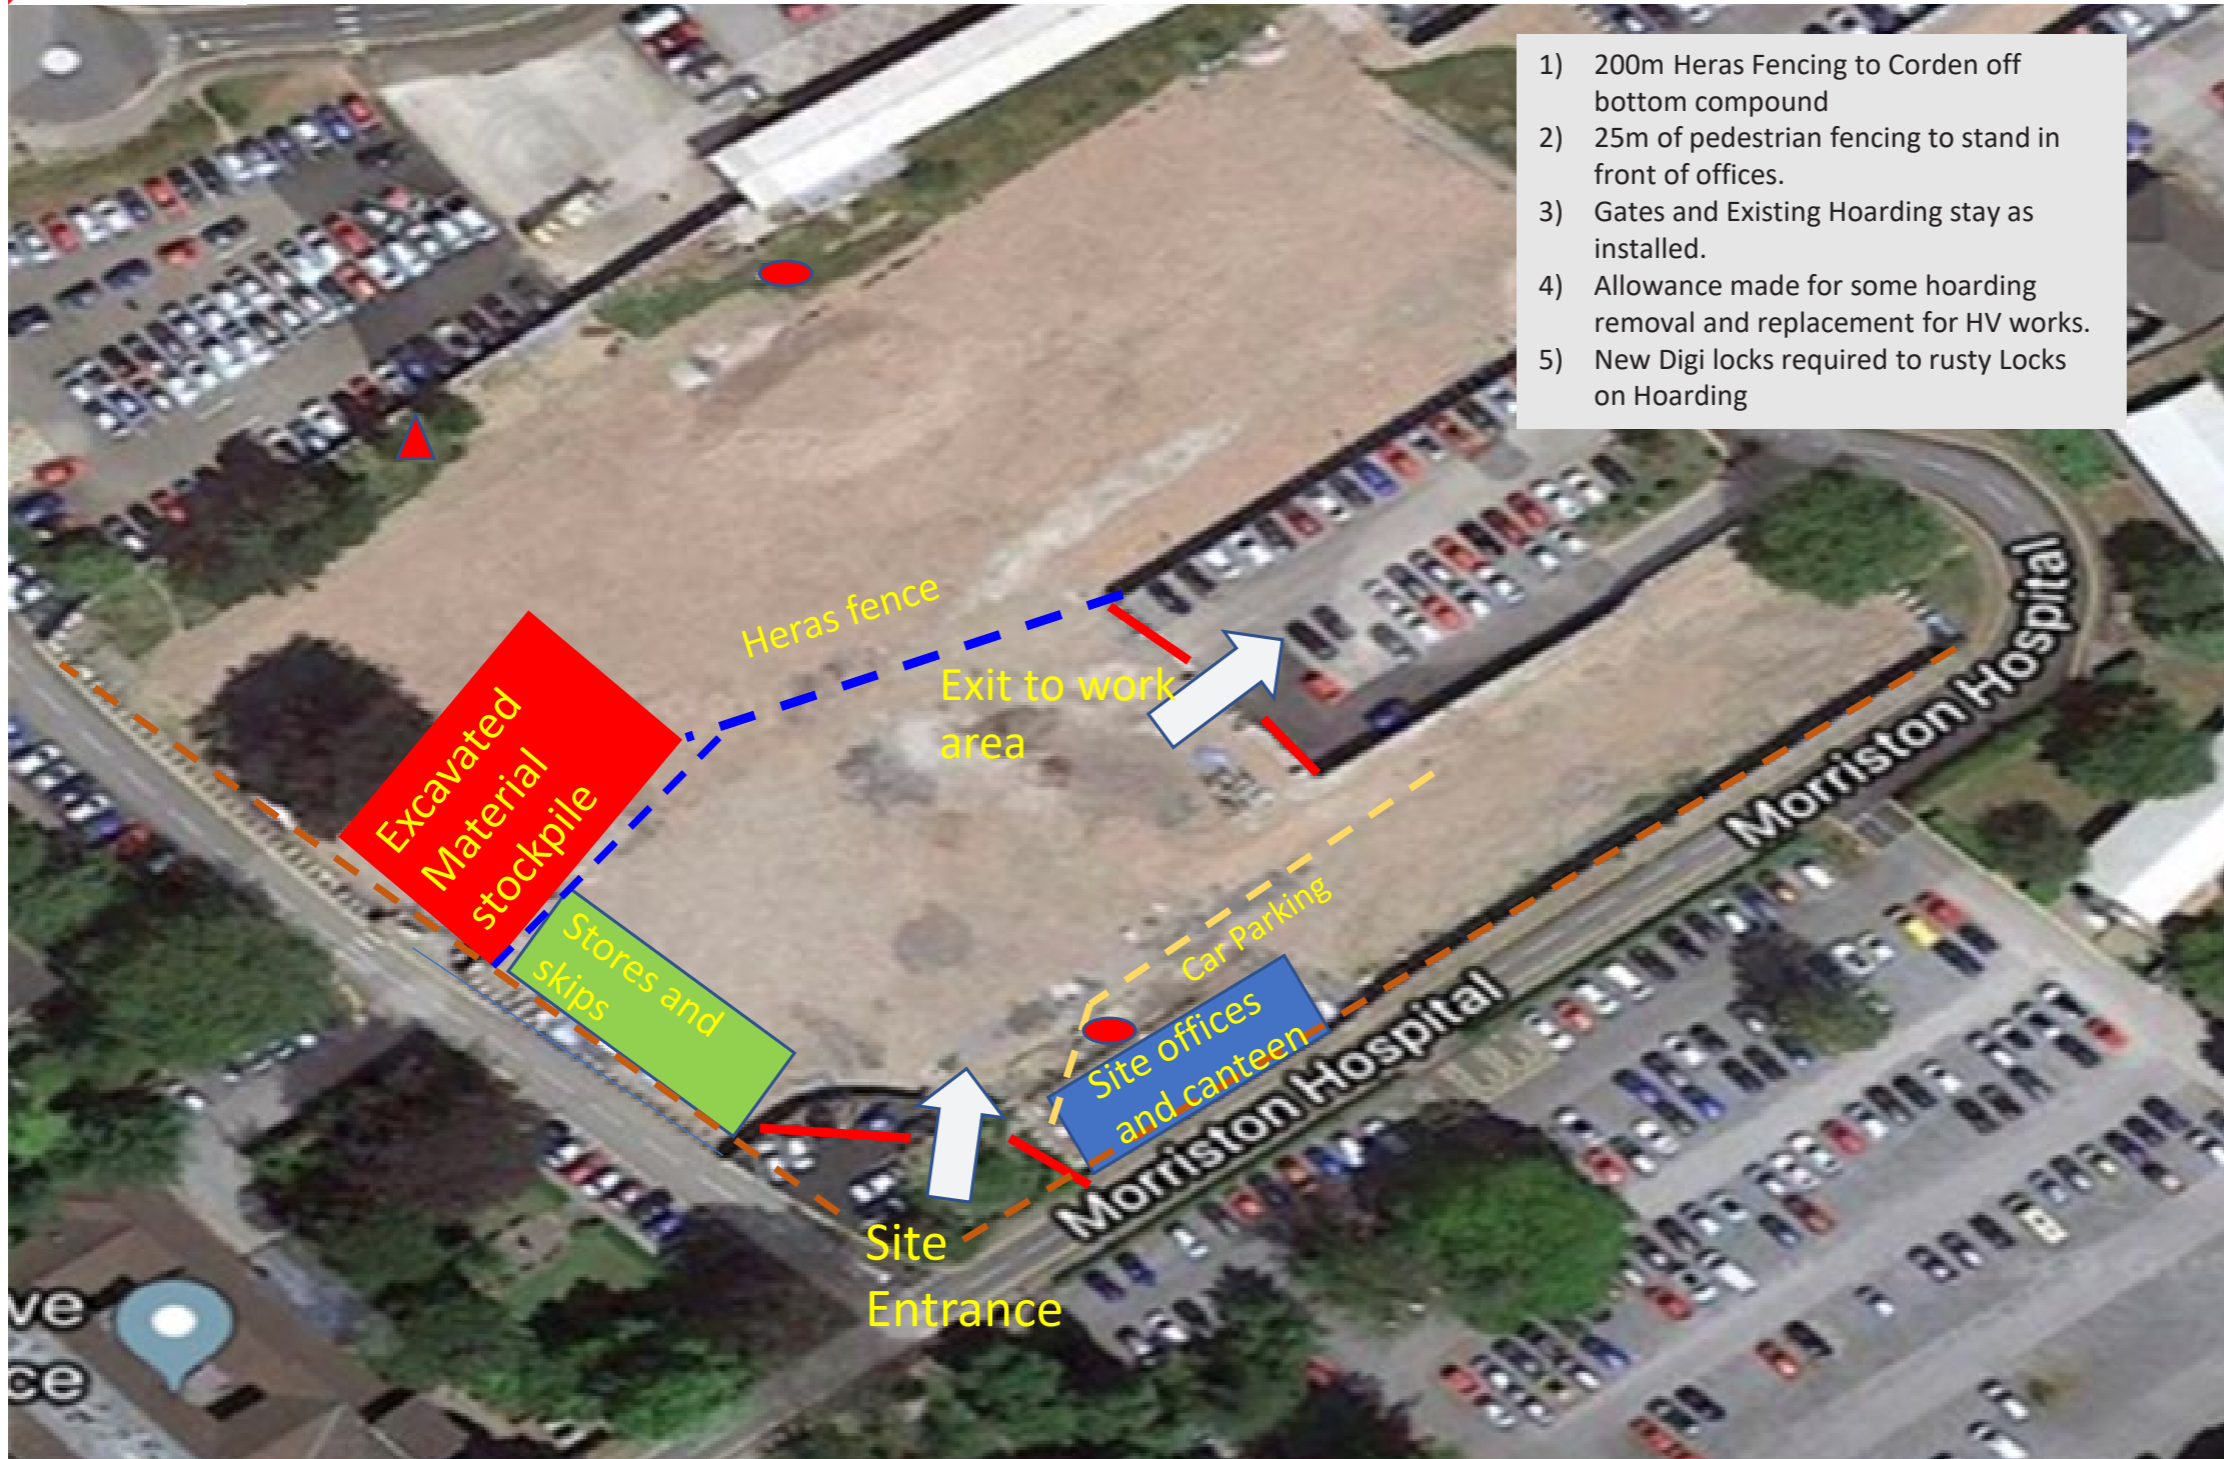 1) 200m Heras Fencing to Corden off
bottom compound
2) 25m of pedestrian fencing to stand in
front of offices.
3) Gates and Existing Hoarding stay as
installed.
4) Allowance made for some hoarding
removal and replacement for HV works.
5) New Digi locks required to rusty Locks
on Hoarding
Heras fence
Exit to work
area
Morriston Hospital
Excavated
Material
stockpile
Stores and
skips
Car Parking
Site offices
and canteen
Morriston Hospital
Site
Entrance
ve
ce